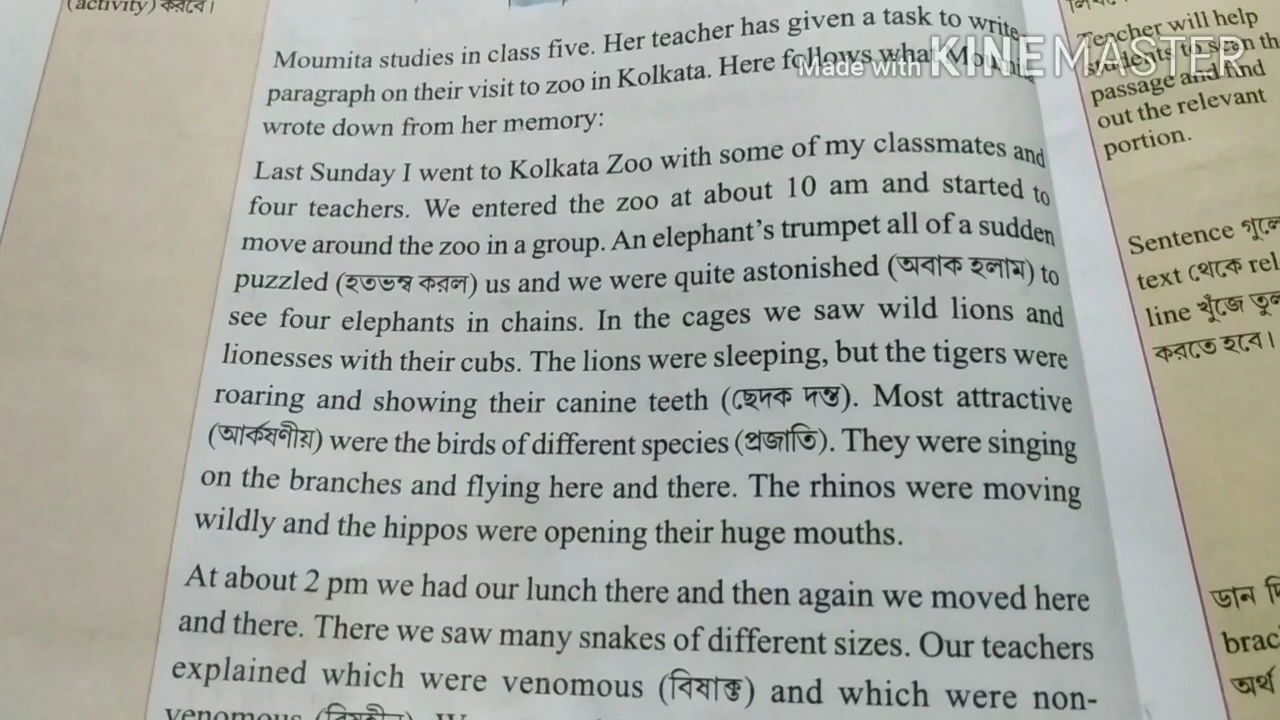 (activity) করবে।
Moumita studies in class five. Her teacher has given a task to write
paragraph on their visit to zoo in Kolkata. Here follows what
wrote down from her memory:
Last Sunday I went to Kolkata Zoo with some of my classmates and
four teachers. We entered the zoo at about 10 am and started to
move around the zoo in a group. An elephant's trumpet all of a sudden
puzzled (হতভম্ব করল) us and we were quite astonished (অবাক হলাম) to
see four elephants in chains. In the cages we saw wild lions and
lionesses with their cubs. The lions were sleeping, but the tigers were
roaring and showing their canine teeth (ছেদক দন্ত). Most attractive
(আর্কষণীয়) were the birds of different species (প্রজাতি). They were singing
on the branches and flying here and there. The rhinos were moving
wildly and the hippos were opening their huge mouths.
At about 2 pm we had our lunch there and then again we moved here
and there. There we saw many snakes of different sizes. Our teachers
explained which were venomous (বিষাক্ত) and which were non-
venomous
Made with KINEMASTER
Teacher will help
students to scan th
passage and find
out the relevant
portion.
Sentence গুলো
text থেকে rel
line খুঁজে
করতে হবে।
ডান
brac
অর্থ